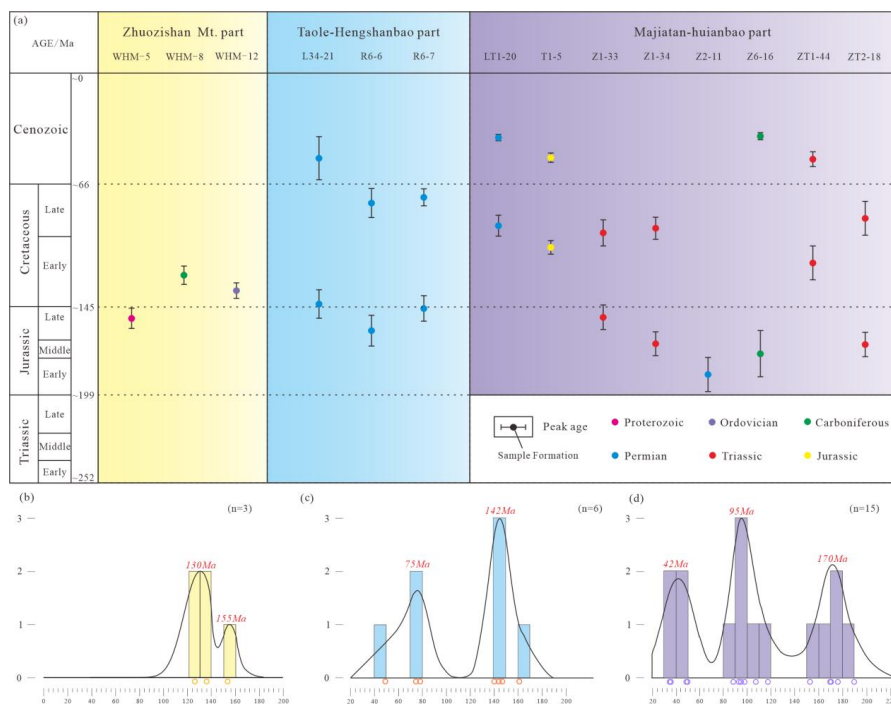 (a)
AGE/Ma
Zhuozishan Mt. part
Taole-Hengshanbao part
Majiatan-huianbao part
WHM-5 WHM-8 WHM-12 L34-21 R6-6 R6-7 LT1-20 T1-5 Z1-33 Z1-34 Z2-11 Z6-16 ZT1-44 ZT2-18
~0
Cenozoic
~66
Cretaceous
Late
Early
~145
Jurassic
Late
Middle
Early
~199
Triassic
Late
Middle
Early
~252
Peak age
Sample Formation
Proterozoic
Ordovician
Carboniferous
Permian
Triassic
Jurassic
(b)
(n=3)
3
2
1
0
130Ma
155Ma
0 20 40 60 80 100 120 140 160 180 200
(c)
(n=6)
3
2
1
0
75Ma
142Ma
20 40 60 80 100 120 140 160 180 200
(d)
(n=15)
3
2
1
0
42Ma
95Ma
170Ma
20 40 60 80 100 120 140 160 180 200